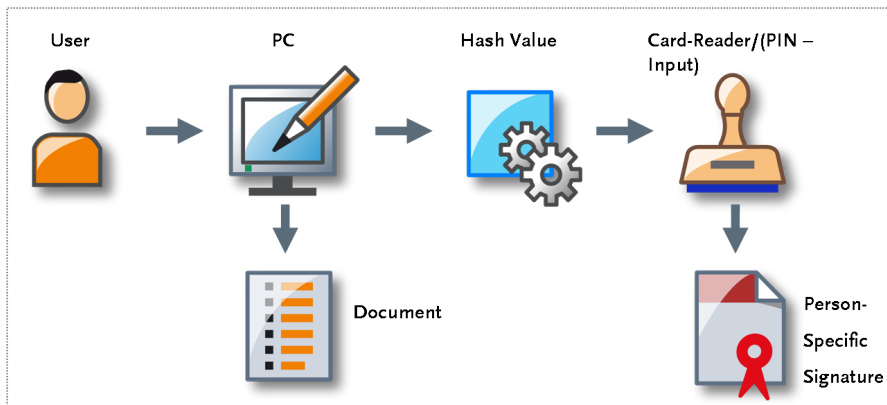 User
PC
Hash Value
Card-Reader/(PIN –
Input)
Document
Person-
Specific
Signature